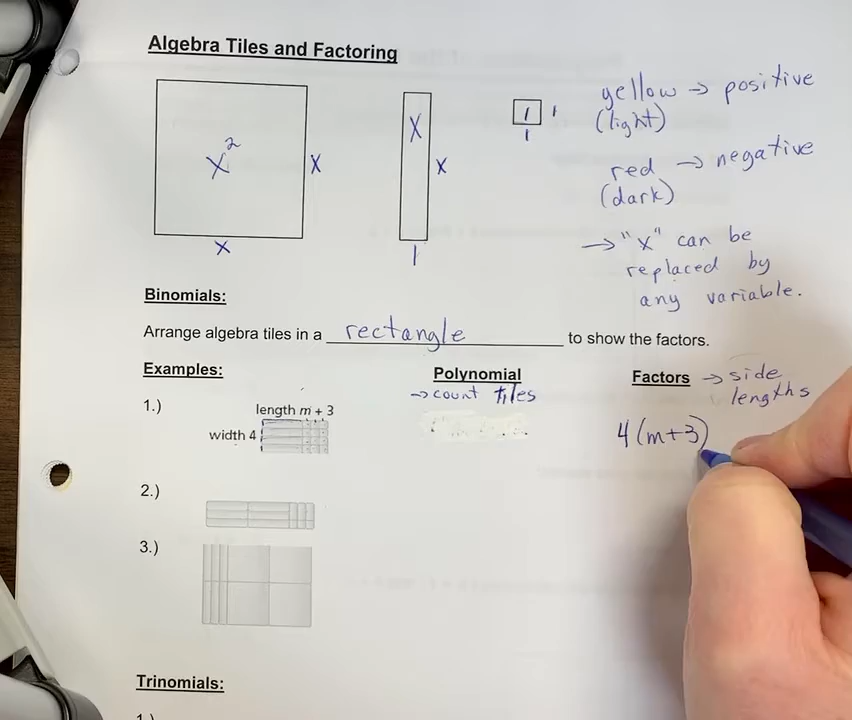 Algebra Tiles and Factoring
x²
x
x
x
x
1
1
1
1
yellow → positive
(light)
red → negative
(dark)
→ "x" can be
replaced by
any variable.
Binomials:
Arrange algebra tiles in a rectangle to show the factors.
Examples:
Polynomial
→ count tiles
Factors → side
lengths
1.)
length m + 3
width 4
4(m+3)
2.)
3.)
Trinomials:
1.)